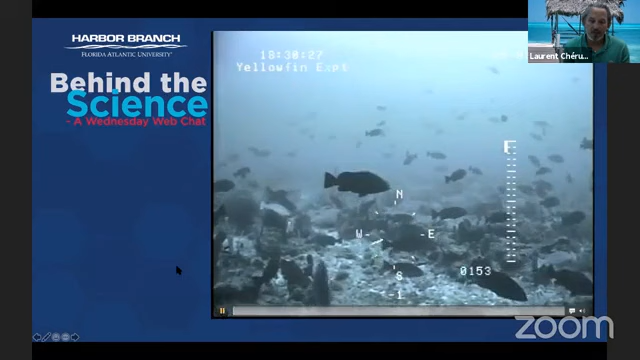 HARBOR BRANCH
FLORIDA ATLANTIC UNIVERSITY
Behind the
Science
- A Wednesday Web Chat
18:30:27
Yellowfin Expt
N
W-
-E
S
0153
Laurent Chéru...
zoom